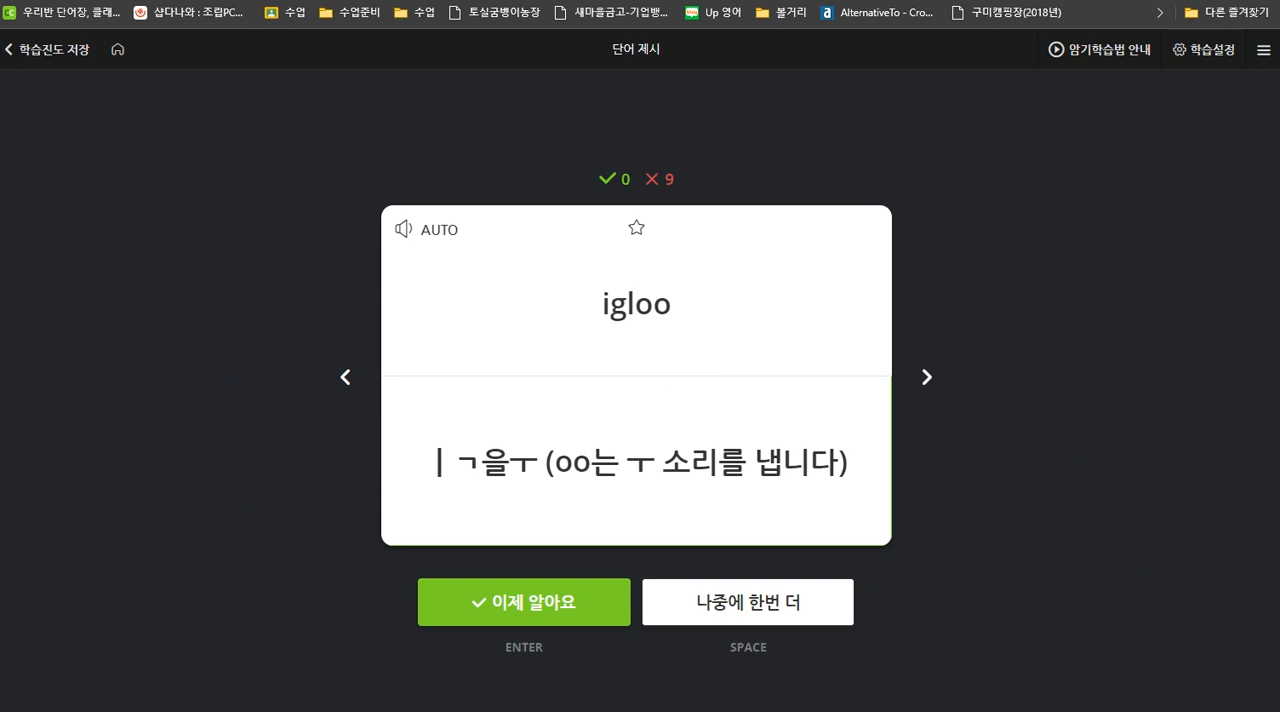 우리반 단어장, 클래... 샵다나와 : 조립PC... 수업 수업준비 수업 토실굼벵이농장 새마을금고-기업뱅... Up 영어 볼거리 AlternativeTo - Cro... 구미캠핑장(2018년) 다른 즐겨찾기
학습진도 저장 단어 제시 암기학습법 안내 학습설정
0 9
AUTO
igloo
ㅣㄱ을ㅜ (oo는 ㅜ 소리를 냅니다)
이제 알아요 나중에 한번 더
ENTER SPACE